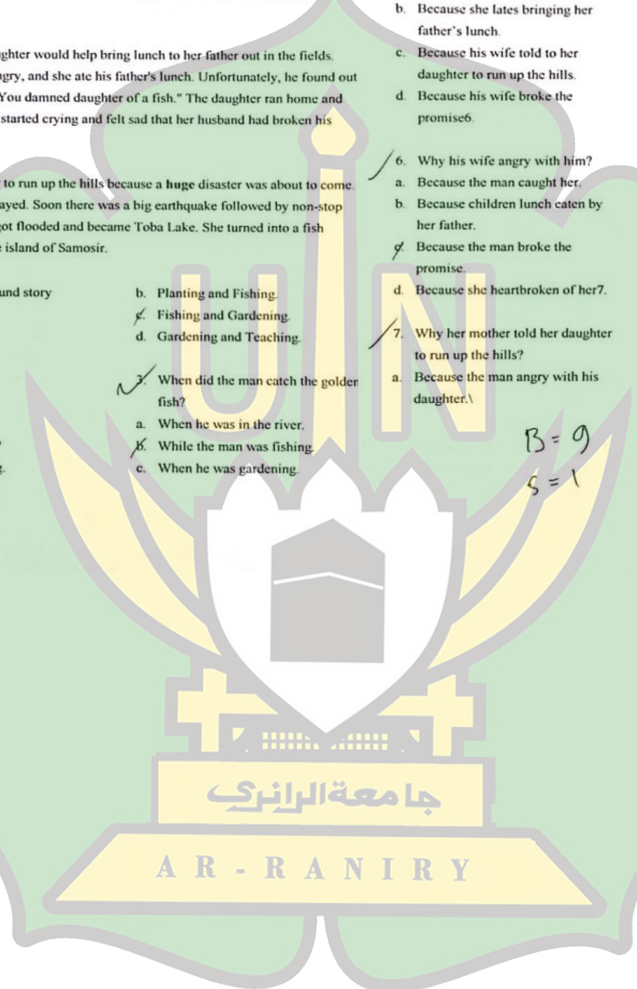 ghter would help bring lunch to her father out in the fields.
ngry, and she ate his father's lunch. Unfortunately, he found out
You damned daughter of a fish." The daughter ran home and
started crying and felt sad that her husband had broken his
to run up the hills because a huge disaster was about to come.
ayed. Soon there was a big earthquake followed by non-stop
got flooded and became Toba Lake. She turned into a fish
e island of Samosir.
und story
b. Planting and Fishing.
c. Fishing and Gardening.
d. Gardening and Teaching.
3. When did the man catch the golden
fish?
a. When he was in the river.
b. While the man was fishing.
c. When he was gardening.
b. Because she lates bringing her
father's lunch.
c. Because his wife told to her
daughter to run up the hills.
d. Because his wife broke the
promise6.
6. Why his wife angry with him?
a. Because the man caught her.
b. Because children lunch eaten by
her father.
c. Because the man broke the
promise.
d. Because she heartbroken of her7.
7. Why her mother told her daughter
to run up the hills?
a. Because the man angry with his
daughter.\
B = 9
S = 1
UIN
جامعة الرانري
AR-RANIRY